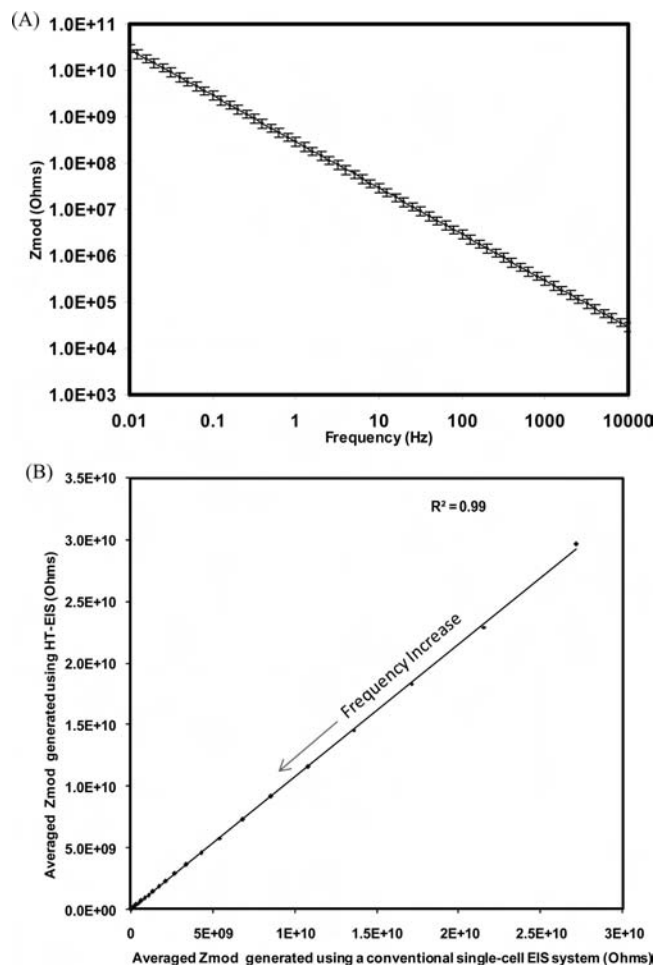 (A)
1.0E+11
1.0E+10
1.0E+09
1.0E+08
1.0E+07
1.0E+06
1.0E+05
1.0E+04
1.0E+03
Zmod (Ohms)
0.01 0.1 1 10 100 1000 10000
Frequency (Hz)
(B)
3.5E+10
3.0E+10
2.5E+10
2.0E+10
1.5E+10
1.0E+10
5.0E+09
0.0E+00
Averaged Zmod generated using HT-EIS (Ohms)
R² = 0.99
Frequency Increase
0 5E+09 1E+10 1.5E+10 2E+10 2.5E+10 3E+10
Averaged Zmod generated using a conventional single-cell EIS system (Ohms)